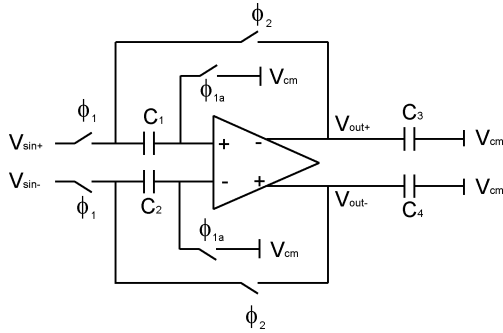 ϕ2
Vcm
ϕ1a
ϕ1
C1
C3
Vsin+
+
-
Vout+
Vcm
Vsin-
-
+
Vcm
ϕ1
C2
Vout-
C4
ϕ1a
Vcm
ϕ2